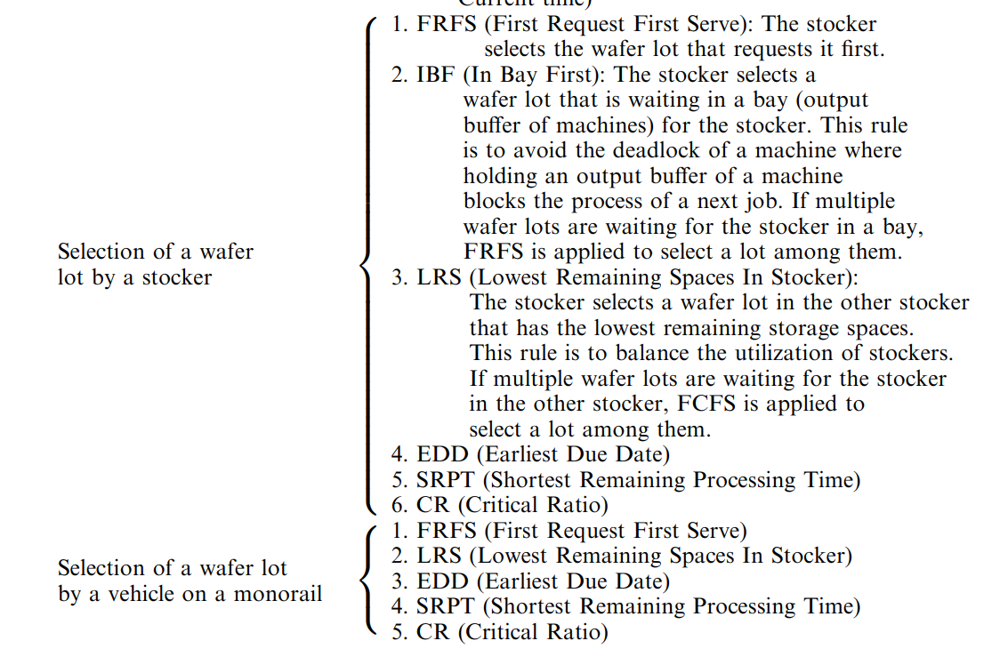 Current time)
1. FRFS (First Request First Serve): The stocker
selects the wafer lot that requests it first.
2. IBF (In Bay First): The stocker selects a
wafer lot that is waiting in a bay (output
buffer of machines) for the stocker. This rule
is to avoid the deadlock of a machine where
holding an output buffer of a machine
blocks the process of a next job. If multiple
wafer lots are waiting for the stocker in a bay,
FRFS is applied to select a lot among them.
Selection of a wafer
lot by a stocker
3. LRS (Lowest Remaining Spaces In Stocker):
The stocker selects a wafer lot in the other stocker
that has the lowest remaining storage spaces.
This rule is to balance the utilization of stockers.
If multiple wafer lots are waiting for the stocker
in the other stocker, FCFS is applied to
select a lot among them.
4. EDD (Earliest Due Date)
5. SRPT (Shortest Remaining Processing Time)
6. CR (Critical Ratio)
1. FRFS (First Request First Serve)
2. LRS (Lowest Remaining Spaces In Stocker)
Selection of a wafer lot
by a vehicle on a monorail
3. EDD (Earliest Due Date)
4. SRPT (Shortest Remaining Processing Time)
5. CR (Critical Ratio)